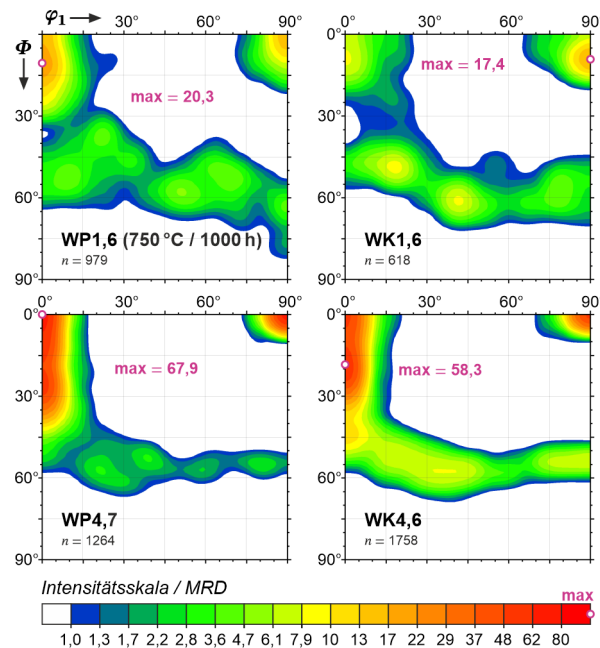 φ₁ 30° 60° 90° 30° 60° 90°
Φ 0° 0°
max = 20,3 max = 17,4
30° 30°
60° 60°
WP1,6 (750 °C / 1000 h) WK1,6
n = 979 n = 618
90° 90°
0° 30° 60° 90° 0° 30° 60° 90°
0° 0°
max = 67,9 max = 58,3
30° 30°
60° 60°
WP4,7 WK4,6
n = 1264 n = 1758
90° 90°
Intensitätsskala / MRD max
1,0 1,3 1,7 2,2 2,8 3,6 4,7 6,1 7,9 10 13 17 22 29 37 48 62 80